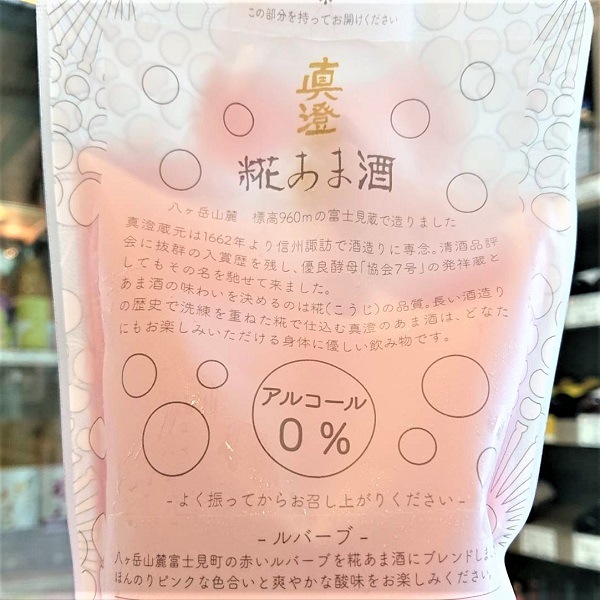 この部分を持ってお開けください
真澄
糀あま酒
八ヶ岳山麓 標高960mの富士見蔵で造りました
真澄蔵元は1662年より信州諏訪で酒造りに専念。清酒品評
会に抜群の入賞歴を残し、優良酵母「協会7号」の発祥蔵と
してもその名を馳せて来ました。
あま酒の味わいを決めるのは糀(こうじ)の品質。長い酒造り
の歴史で洗練を重ねた糀で仕込む真澄のあま酒は、どなた
にもお楽しみいただける身体に優しい飲み物です。
アルコール
0%
-よく振ってからお召し上がりください-
-ルバーブ-
八ヶ岳山麓富士見町の赤いルバーブを糀あま酒にブレンドしま
ほんのりピンクな色合いと爽やかな酸味をお楽しみください。